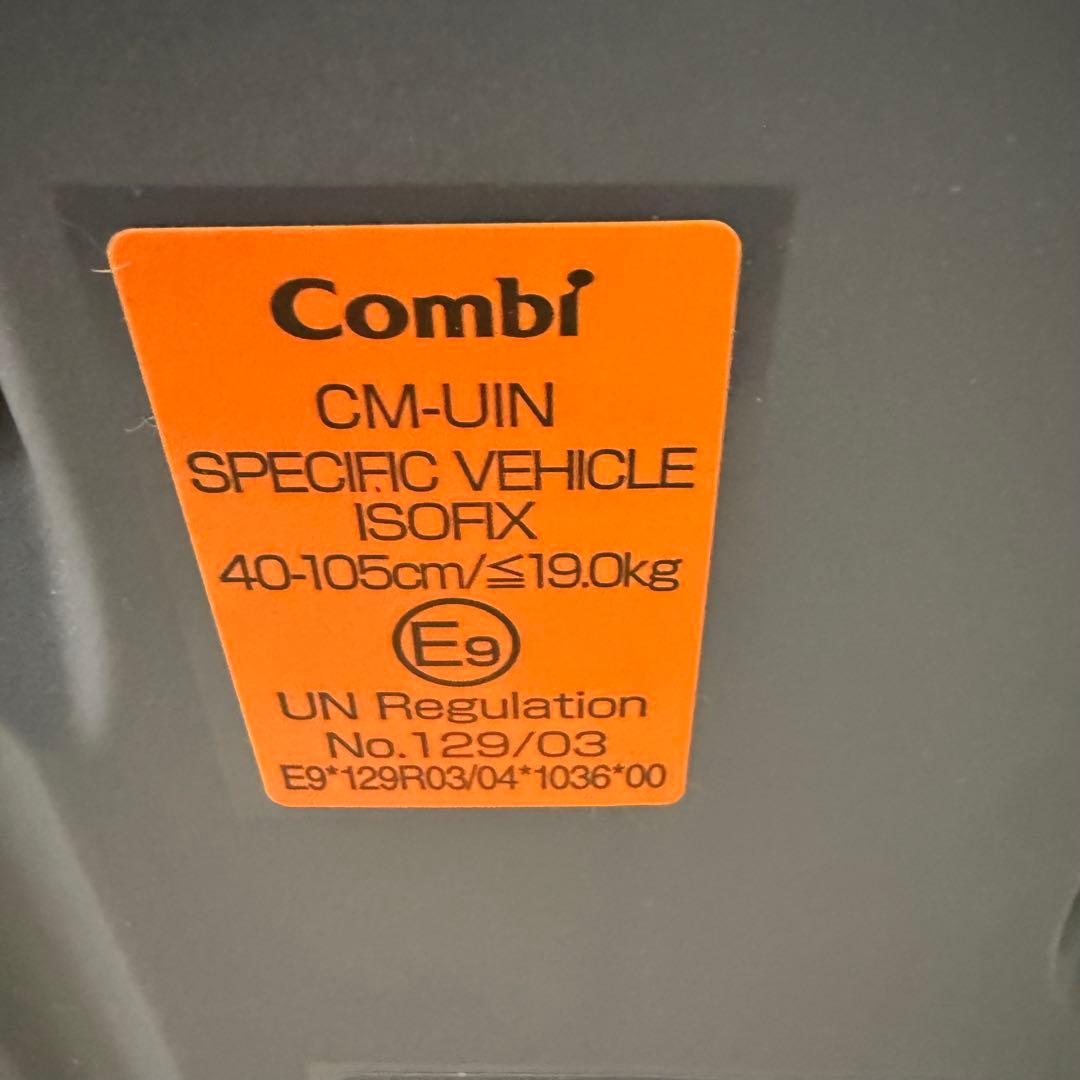 Combi
CM-UIN
SPECIFIC VEHICLE
ISOFIX
40-105cm/≦19.0kg
E9
UN Regulation
No.129/03
E9*129R03/04*1036*00